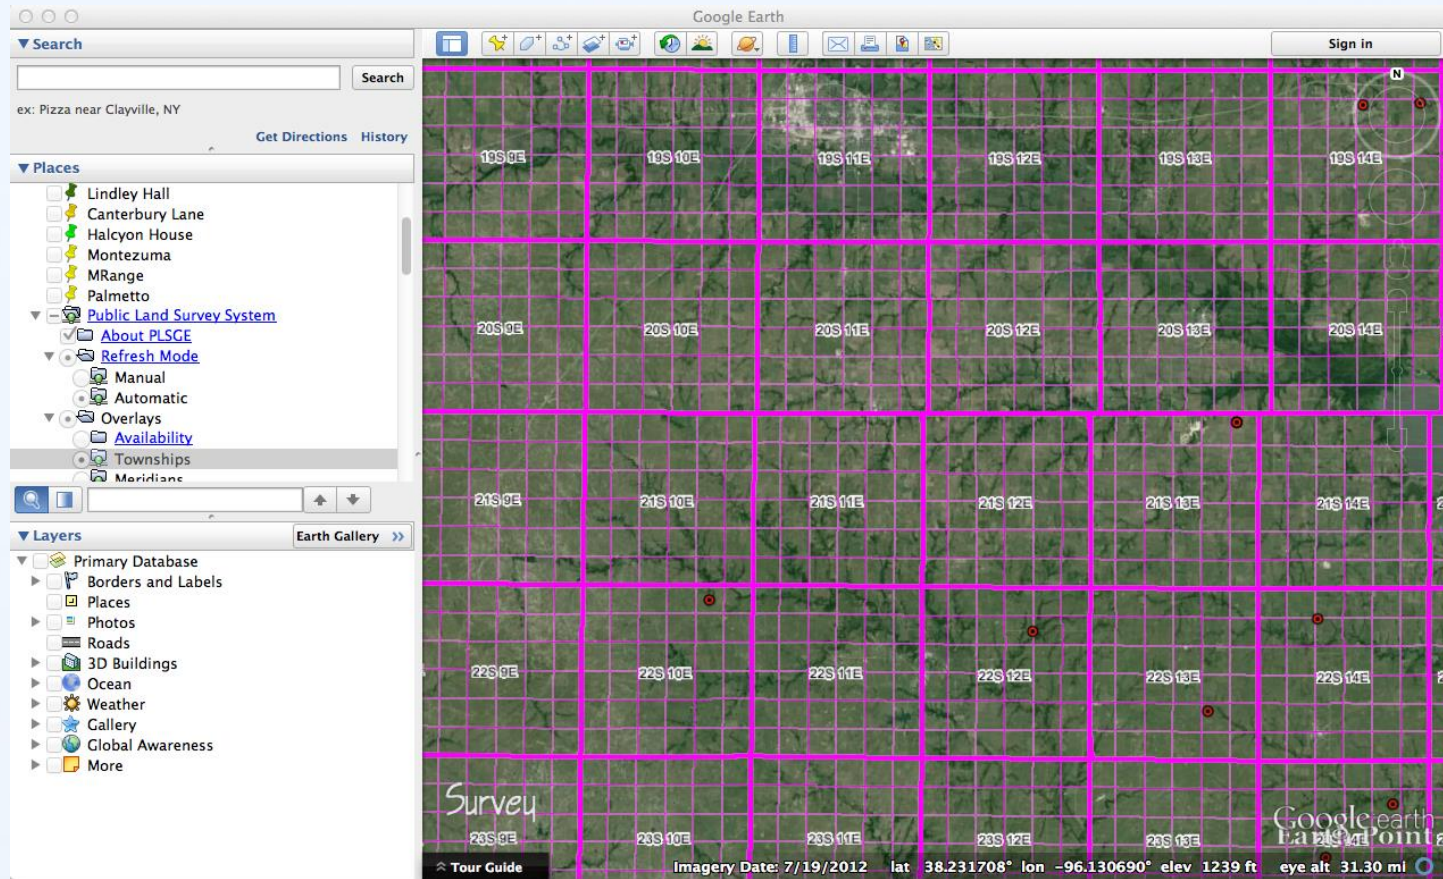 Google Earth
Search
Search
ex: Pizza near Clayville, NY
Get Directions History
Places
Lindley Hall
Canterbury Lane
Halcyon House
Montezuma
MRange
Palmetto
Public Land Survey System
About PLSGE
Refresh Mode
Manual
Automatic
Overlays
Availability
Townships
Meridians
Layers
Earth Gallery >>
Primary Database
Borders and Labels
Places
Photos
Roads
3D Buildings
Ocean
Weather
Gallery
Global Awareness
More
Sign in
N
19S 9E 19S 10E 19S 11E 19S 12E 19S 13E 19S 14E
20S 9E 20S 10E 20S 11E 20S 12E 20S 13E 20S 14E
21S 9E 21S 10E 21S 11E 21S 12E 21S 13E 21S 14E
22S 9E 22S 10E 22S 11E 22S 12E 22S 13E 22S 14E
Survey
Google earth
Earth Point
23S 9E 23S 10E 23S 11E 23S 12E 23S 13E
Tour Guide
Imagery Date: 7/19/2012 lat 38.231708° lon -96.130690° elev 1239 ft eye alt 31.30 mi